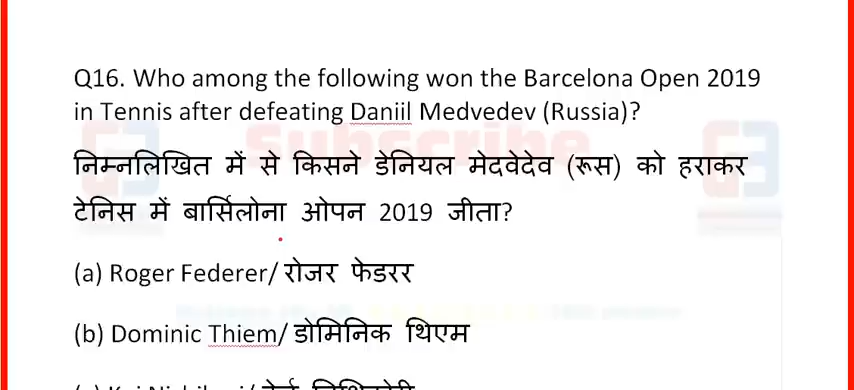 Q16. Who among the following won the Barcelona Open 2019
in Tennis after defeating Daniil Medvedev (Russia)?
निम्नलिखित में से किसने डेनियल मेदवेदेव (रूस) को हराकर
टेनिस में बार्सिलोना ओपन 2019 जीता?
(a) Roger Federer/ रोजर फेडरर
(b) Dominic Thiem/ डोमिनिक थिएम